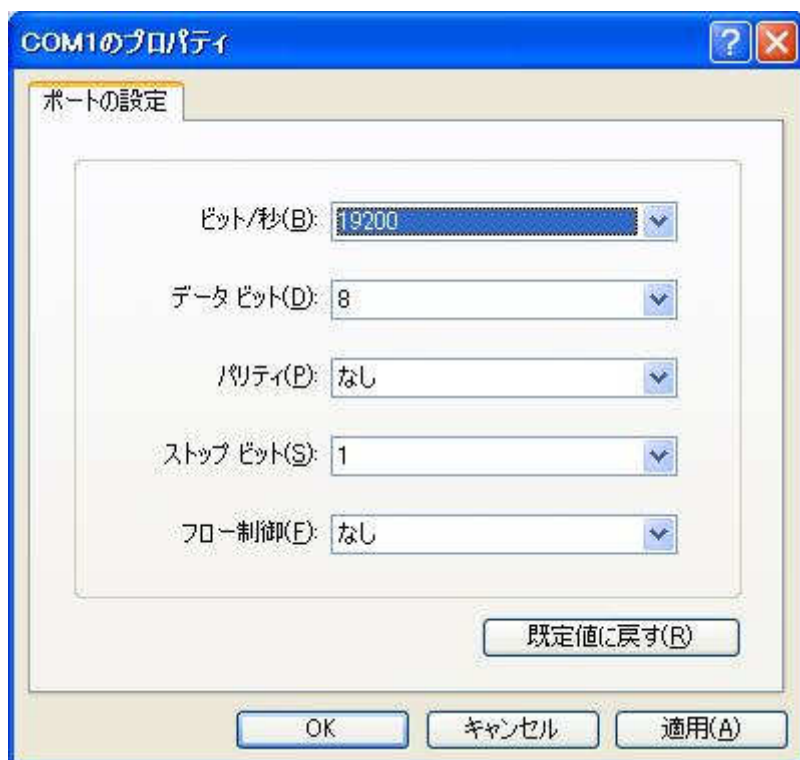 COM1のプロパティ
ポートの設定
ビット/秒(B): 19200
データ ビット(D): 8
パリティ(P): なし
ストップ ビット(S): 1
フロー制御(F): なし
既定値に戻す(R)
OK キャンセル 適用(A)